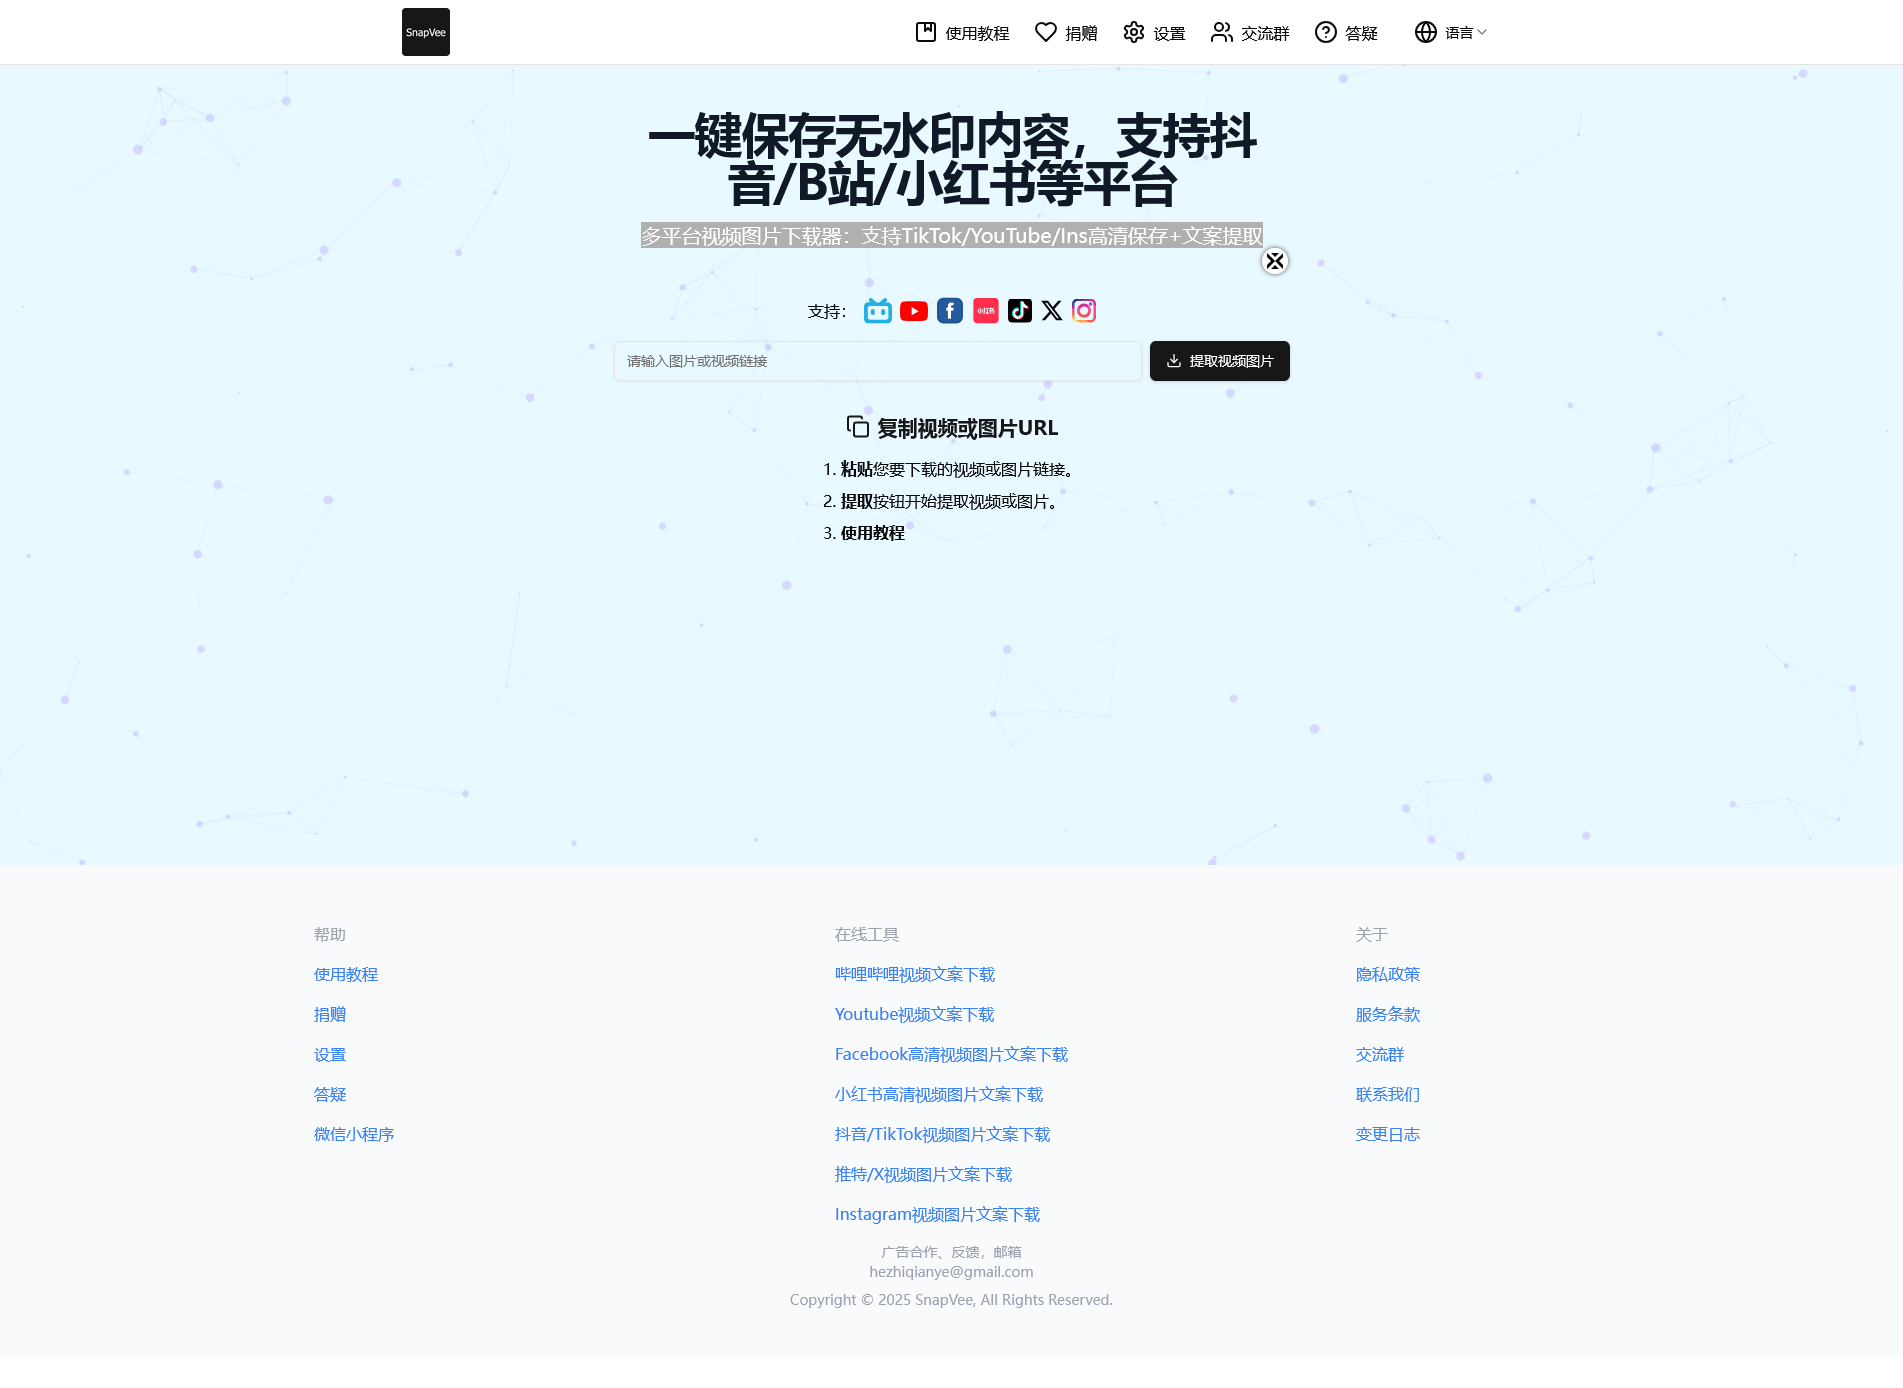 SnapVee
使用教程
捐赠
设置
交流群
答疑
语言
一键保存无水印内容，支持抖
音/B站/小红书等平台
多平台视频图片下载器：支持TikTok/YouTube/Ins高清保存+文案提取
支持：
小红书
请输入图片或视频链接
提取视频图片
复制视频或图片URL
1. 粘贴您要下载的视频或图片链接。
2. 提取按钮开始提取视频或图片。
3. 使用教程
帮助
使用教程
捐赠
设置
答疑
微信小程序
在线工具
哔哩哔哩视频文案下载
Youtube视频文案下载
Facebook高清视频图片文案下载
小红书高清视频图片文案下载
抖音/TikTok视频图片文案下载
推特/X视频图片文案下载
Instagram视频图片文案下载
关于
隐私政策
服务条款
交流群
联系我们
变更日志
广告合作、反馈，邮箱
hezhiqianye@gmail.com
Copyright © 2025 SnapVee, All Rights Reserved.